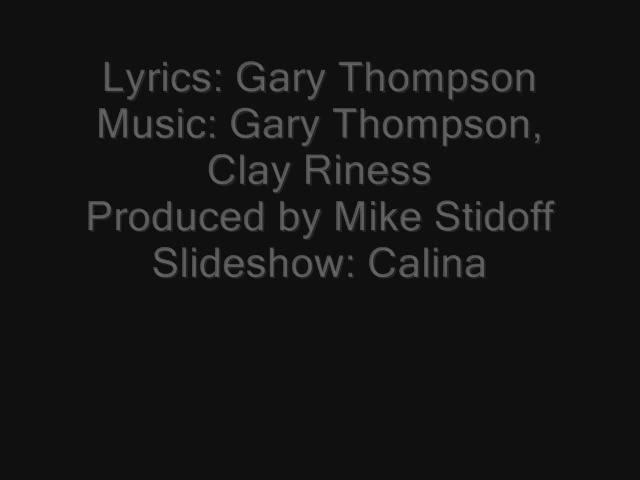 Lyrics: Gary Thompson
Music: Gary Thompson,
Clay Riness
Produced by Mike Stidoff
Slideshow: Calina